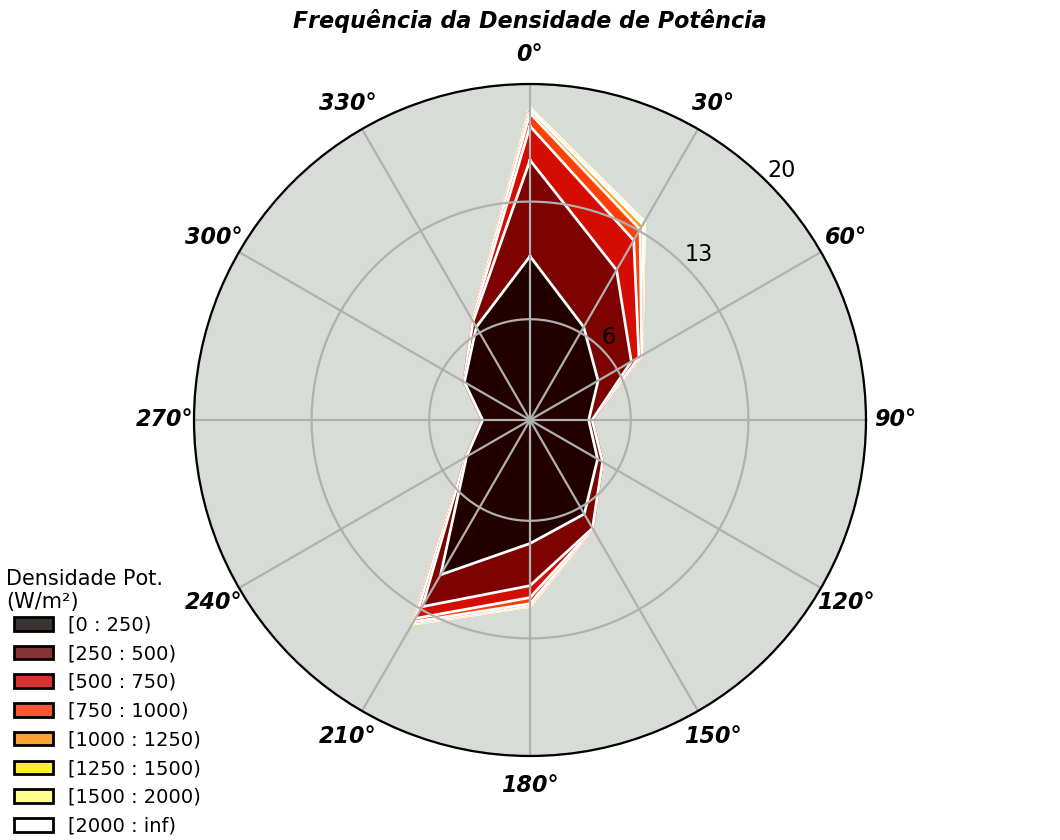 Frequência da Densidade de Potência
0°
330°
30°
20
300°
60°
13
6
270°
90°
240°
120°
210°
150°
180°
Densidade Pot.
(W/m²)
[0 : 250)
[250 : 500)
[500 : 750)
[750 : 1000)
[1000 : 1250)
[1250 : 1500)
[1500 : 2000)
[2000 : inf)